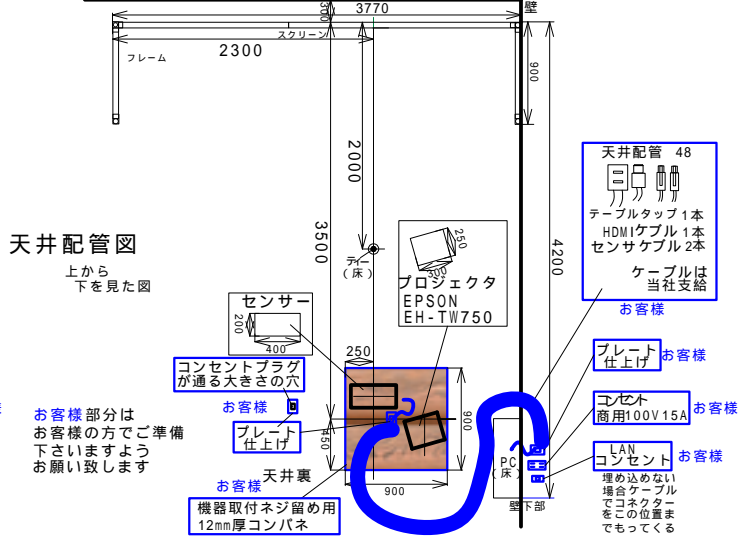 300
3770
壁
スクリーン
2300
フレーム
900
2000
3500
4200
天井配管図
上から
下を見た図
ティー
(床)
250
300
プロジェクタ
EPSON
EH-TW750
天井配管 48
テーブルタップ 1本
HDMIケブル 1本
センサケブル 2本
ケーブルは
当社支給
お客様
センサー
200
400
250
コンセントプラグ
が通る大きさの穴
お客様
プレート
仕上げ
450
900
900
天井裏
お客様
機器取付ネジ留め用
12mm厚コンパネ
様
お客様部分は
お客様の方でご準備
下さいますよう
お願い致します
プレート
仕上げ
お客様
コンセント
商用100V15A
お客様
LAN
コンセント
お客様
PC
(床)
壁下部
埋め込めない
場合ケーブル
でコネクター
をこの位置ま
でもってくる